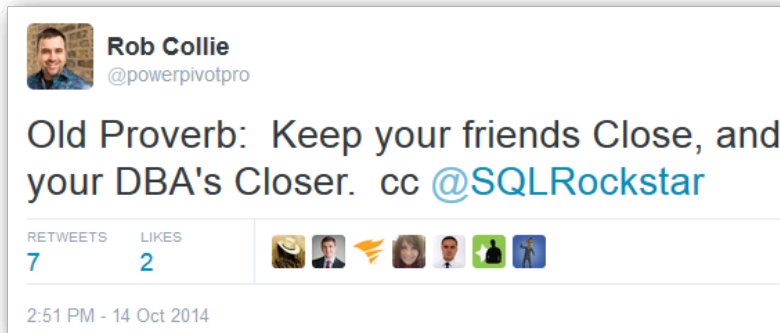 Rob Collie
@powerpivotpro
Old Proverb: Keep your friends Close, and
your DBA's Closer. cc @SQLRockstar
RETWEETS LIKES
7 2
2:51 PM - 14 Oct 2014